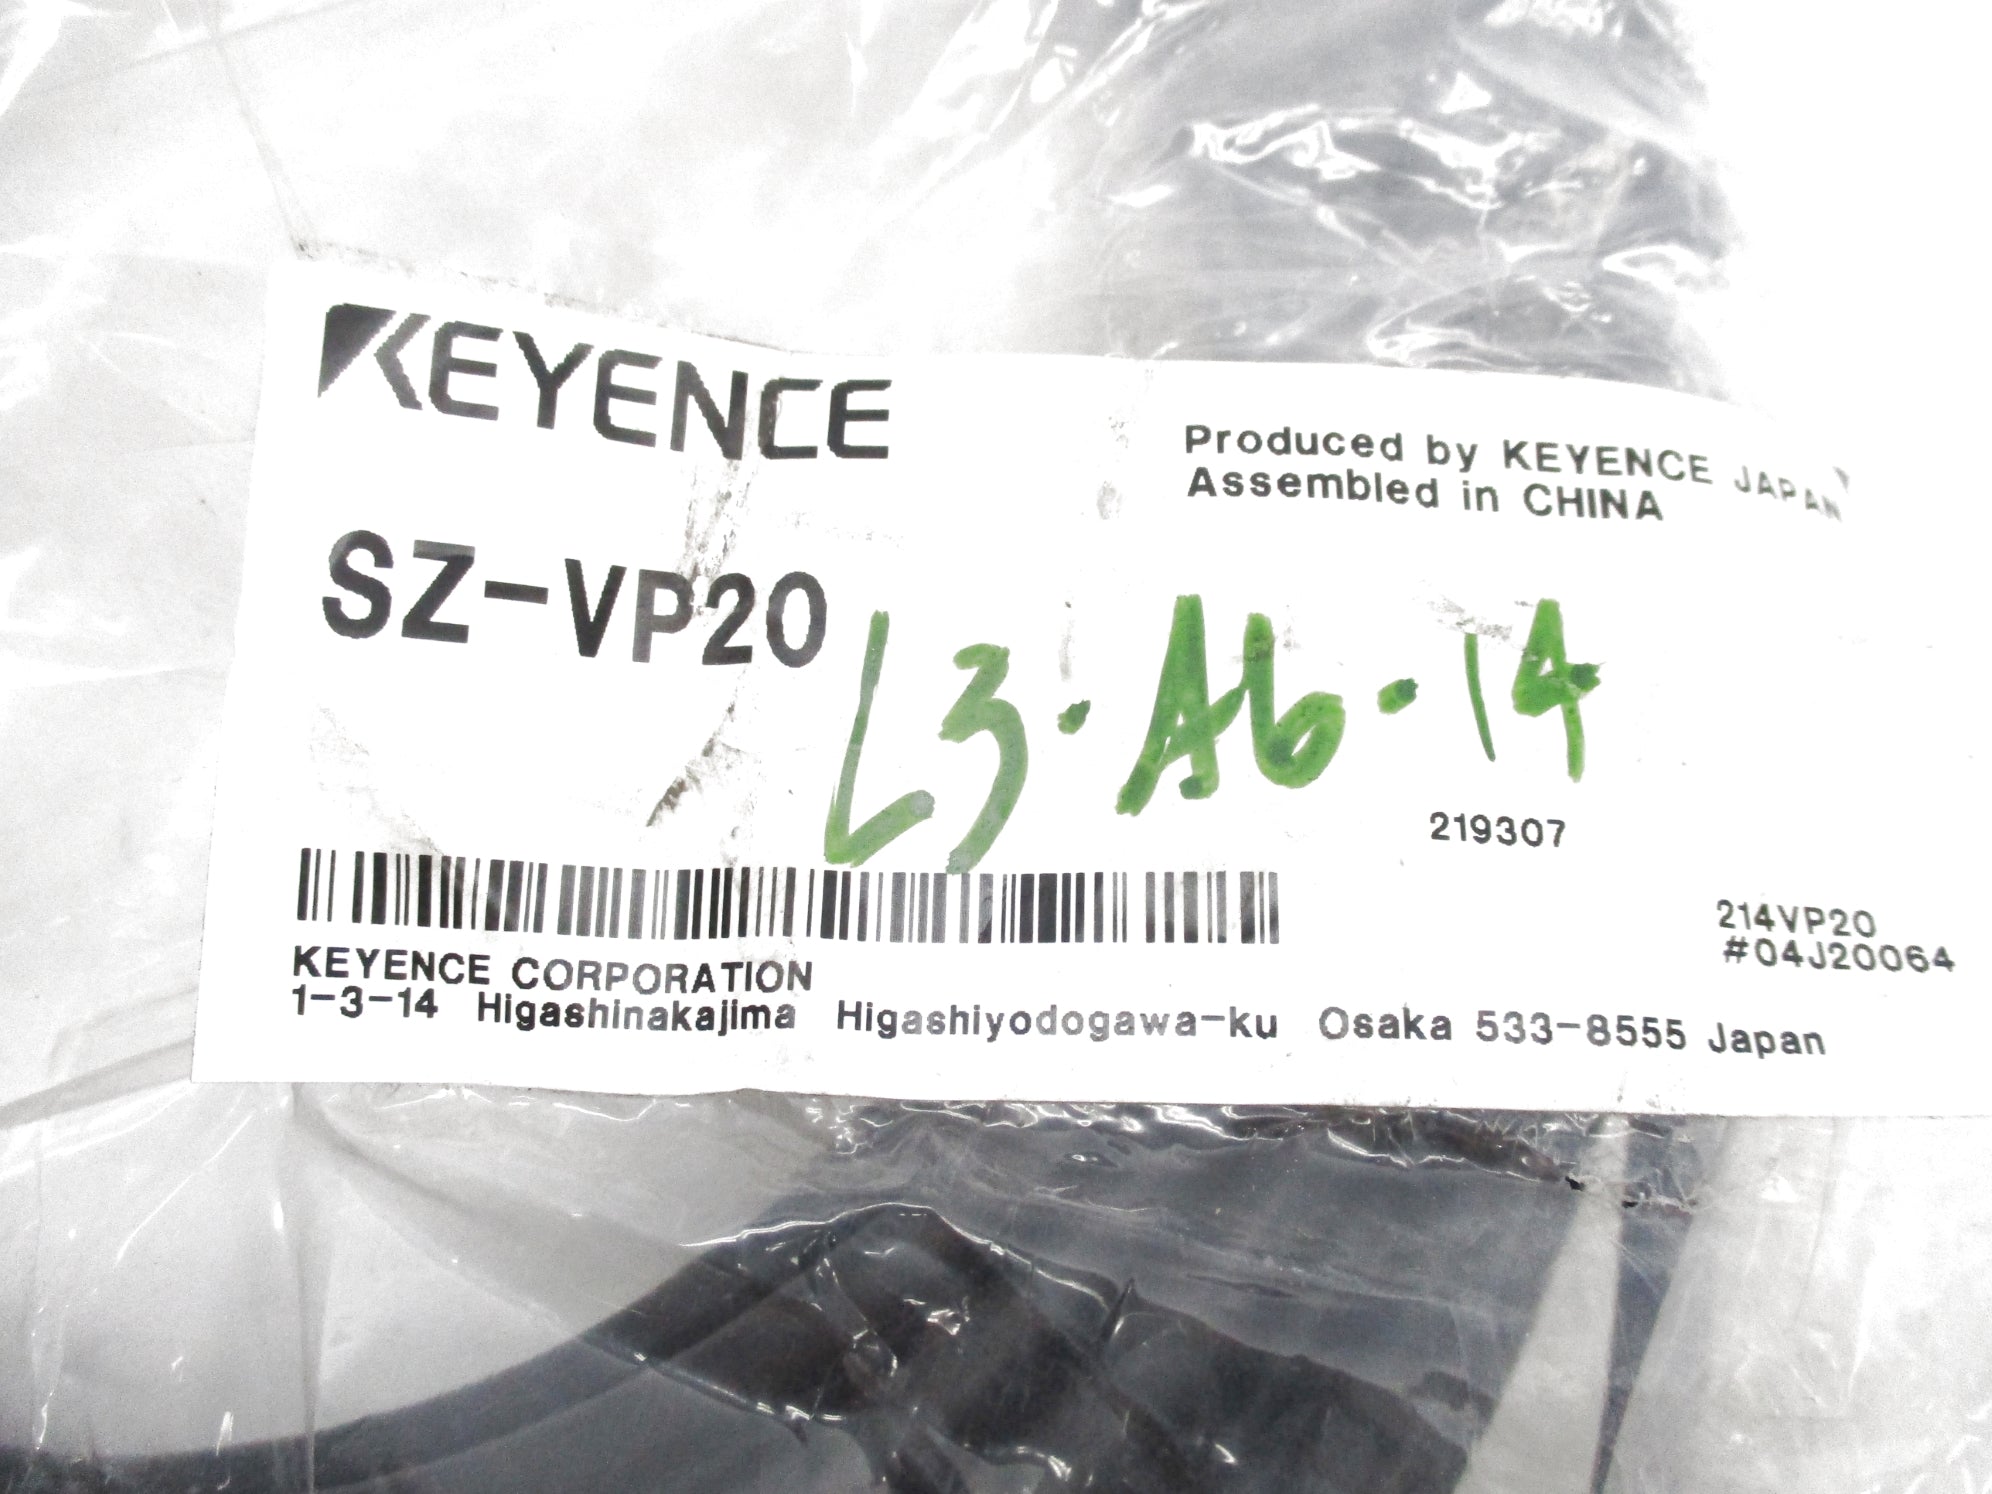 KEYENCE
Produced by KEYENCE JAPAN
Assembled in CHINA
SZ-VP20
L3-A6-14
219307
214VP20
#04J20064
KEYENCE CORPORATION
1-3-14 Higashinakajima Higashiyodogawa-ku Osaka 533-8555 Japan